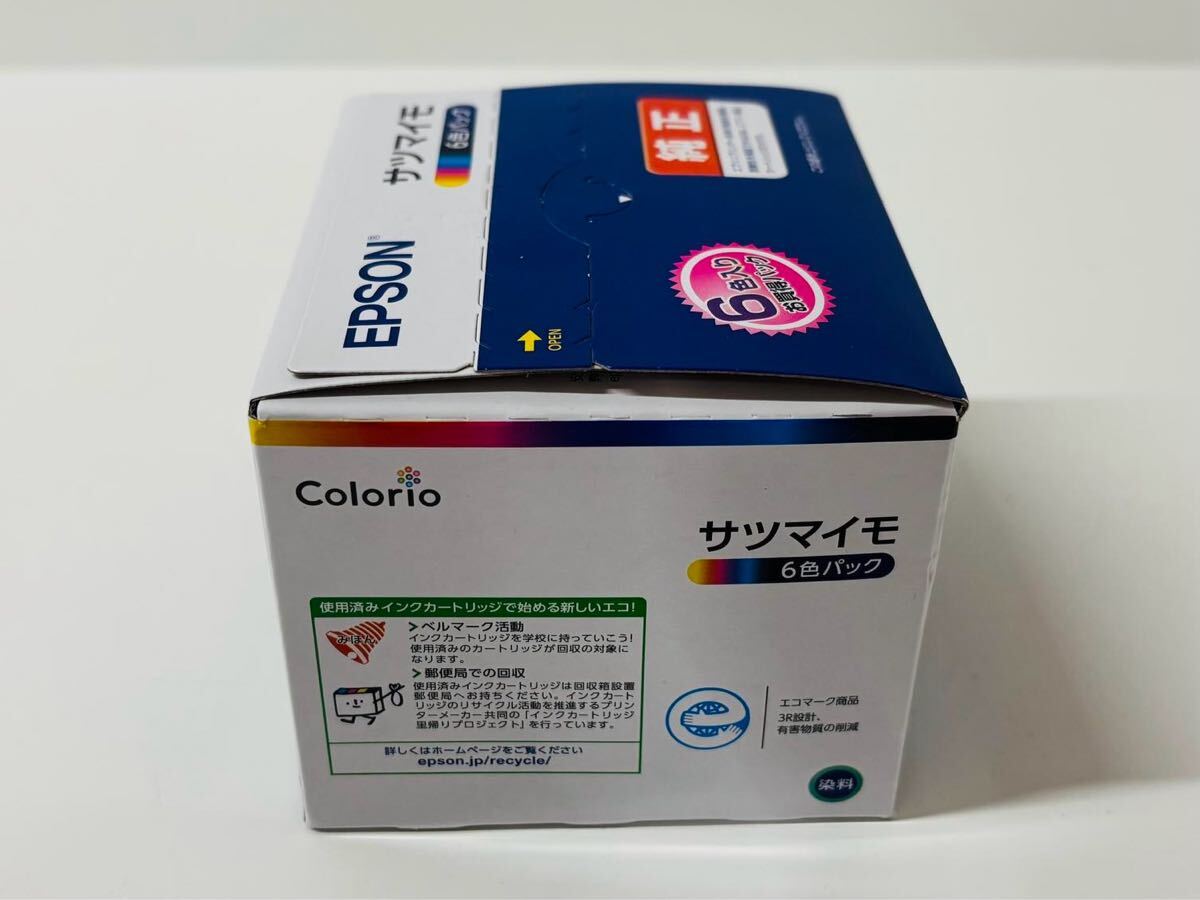 サツマイモ
6色パック
EPSON®
純正
6色入り
お買得パック
OPEN
Colorio
サツマイモ
6色パック
使用済みインクカートリッジで始める新しいエコ!
みほん
>ベルマーク活動
インクカートリッジを学校に持っていこう!
使用済みのカートリッジが回収の対象に
なります。
>郵便局での回収
使用済みインクカートリッジは回収箱設置
郵便局へお持ちください。インクカート
リッジのリサイクル活動を推進するプリン
ターメーカー共同の「インクカートリッジ
里帰りプロジェクト」を行っています。
詳しくはホームページをご覧ください
epson.jp/recycle/
エコマーク商品
3R設計、
有害物質の削減
染料